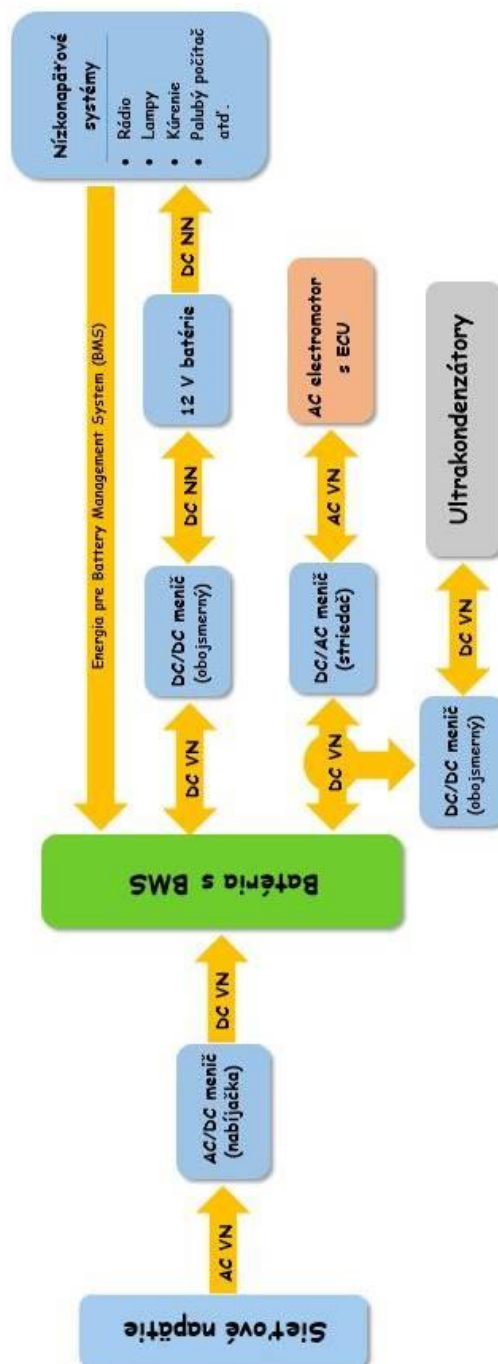 Sieťové napätie
AC VN
AC/DC menič
(nabíjačka)
DC VN
Batéria s BMS
Energia pre Battery Management System (BMS)
DC VN
DC/DC menič
(obojsmerný)
DC NN
12 V batérie
DC NN
Nízkonapäťové
systémy
• Rádio
• Lampy
• Kúrenie
• Palubý počítač
atď.
DC VN
DC/AC menič
(striedač)
AC VN
AC electromotor
s ECU
DC/DC menič
(obojsmerný)
DC VN
Ultrakondenzátory